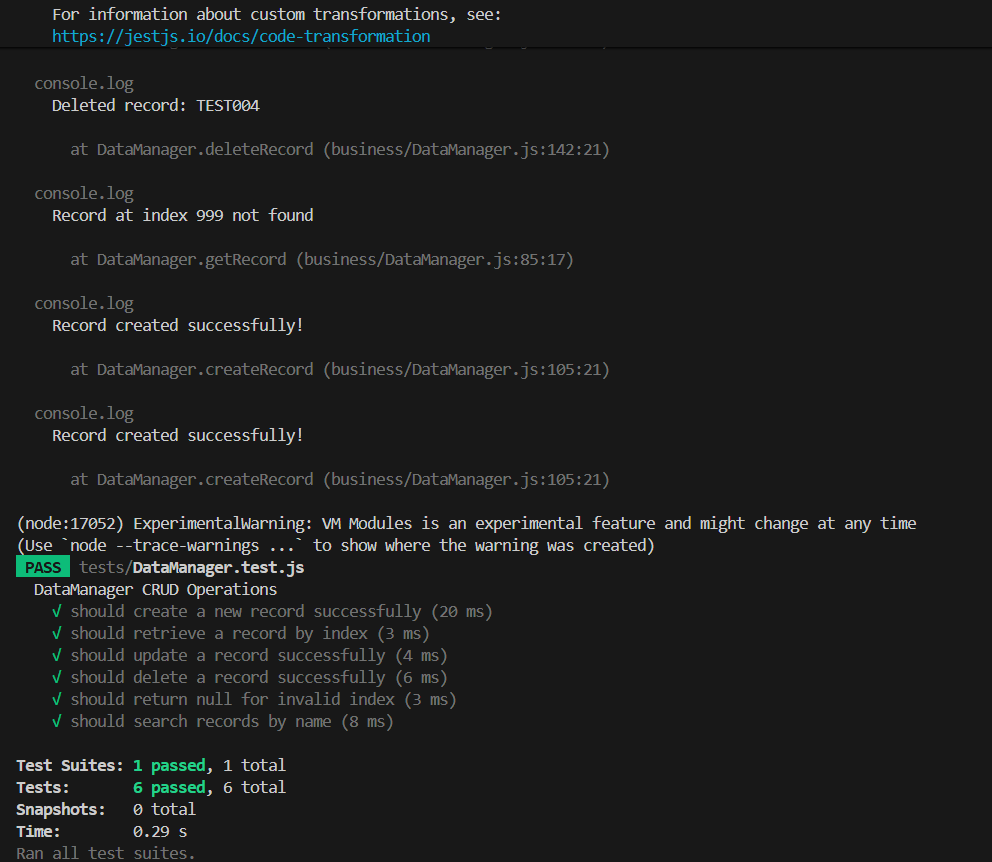 For information about custom transformations, see:
https://jestjs.io/docs/code-transformation
console.log
Deleted record: TEST004
at DataManager.deleteRecord (business/DataManager.js:142:21)
console.log
Record at index 999 not found
at DataManager.getRecord (business/DataManager.js:85:17)
console.log
Record created successfully!
at DataManager.createRecord (business/DataManager.js:105:21)
console.log
Record created successfully!
at DataManager.createRecord (business/DataManager.js:105:21)
(node:17052) ExperimentalWarning: VM Modules is an experimental feature and might change at any time
(Use `node --trace-warnings ...` to show where the warning was created)
PASS tests/DataManager.test.js
DataManager CRUD Operations
√ should create a new record successfully (20 ms)
√ should retrieve a record by index (3 ms)
√ should update a record successfully (4 ms)
√ should delete a record successfully (6 ms)
√ should return null for invalid index (3 ms)
√ should search records by name (8 ms)
Test Suites: 1 passed, 1 total
Tests: 6 passed, 6 total
Snapshots: 0 total
Time: 0.29 s
Ran all test suites.